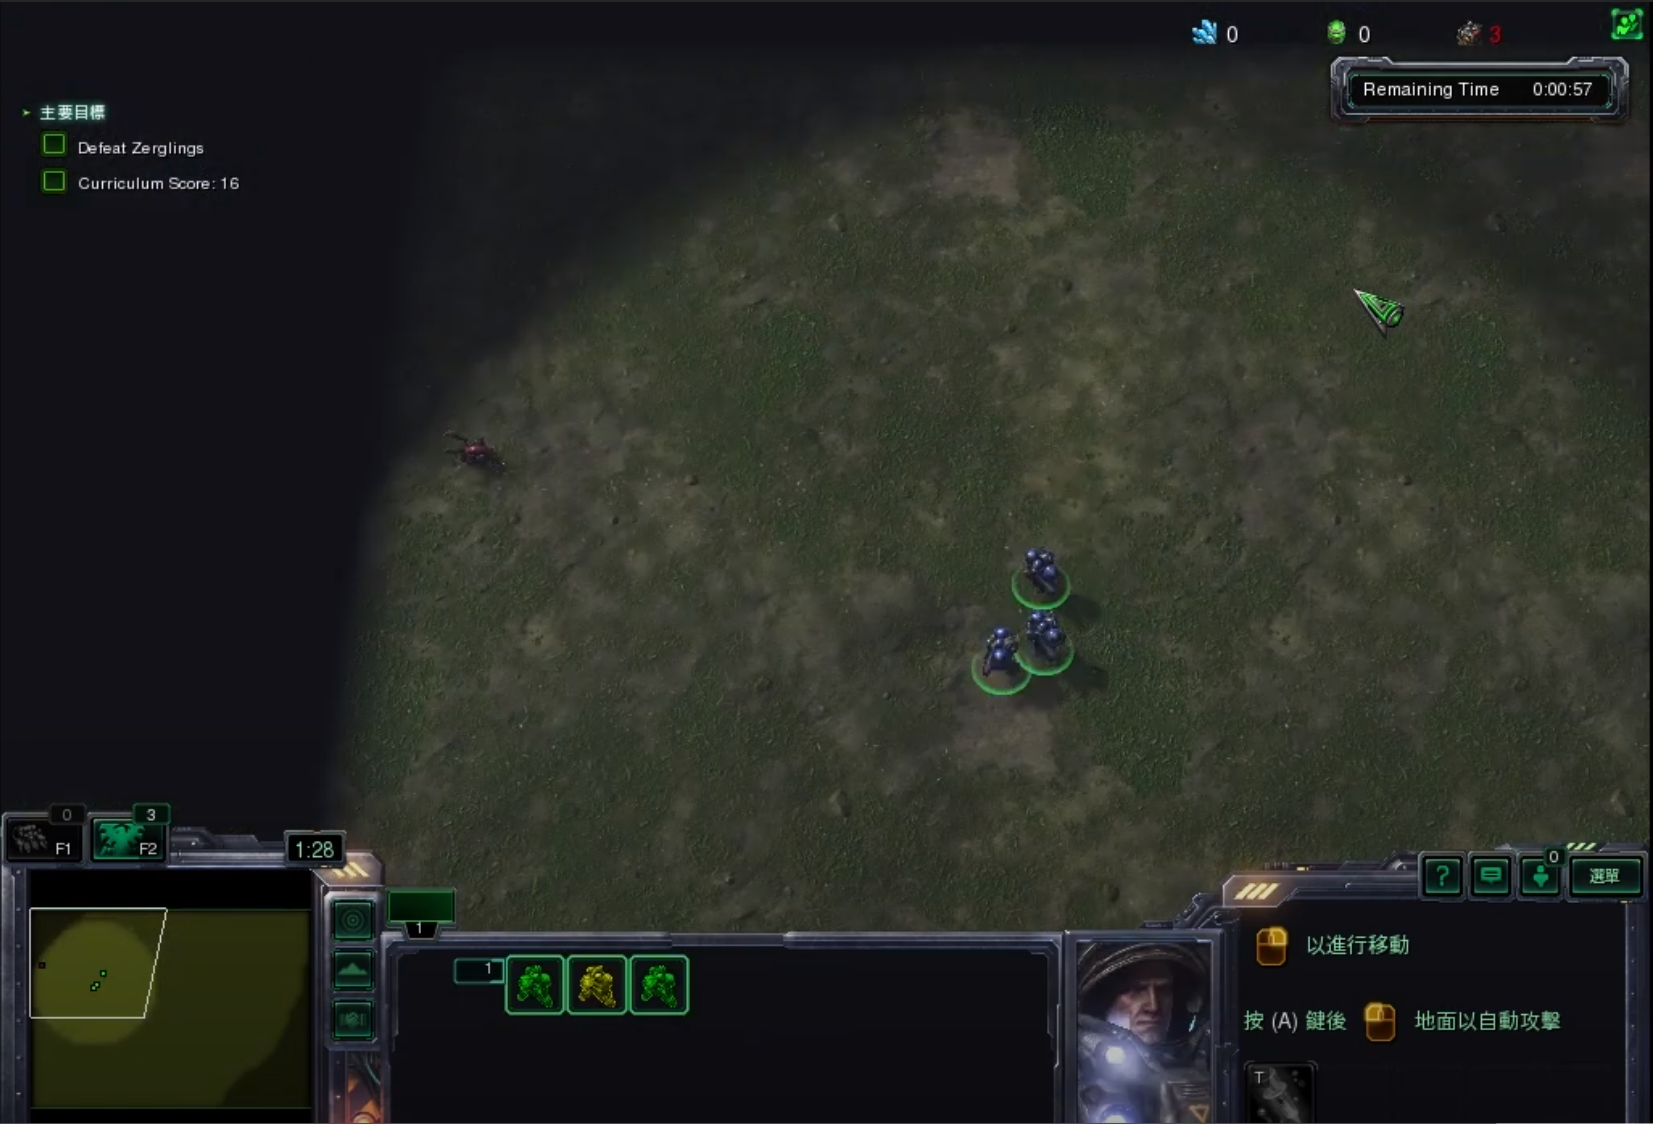 0 0 3
Remaining Time 0:00:57
主要目標
Defeat Zerglings
Curriculum Score: 16
0 3
F1 F2
1:28
1
1
0
? 選單
以進行移動
按 (A) 鍵後 地面以自動攻擊
T